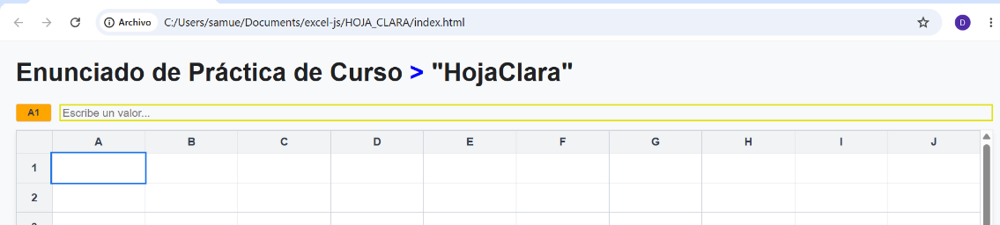 Archivo C:/Users/samue/Documents/excel-js/HOJA_CLARA/index.html D
Enunciado de Práctica de Curso > "HojaClara"
A1 Escribe un valor...
A B C D E F G H I J
1
2